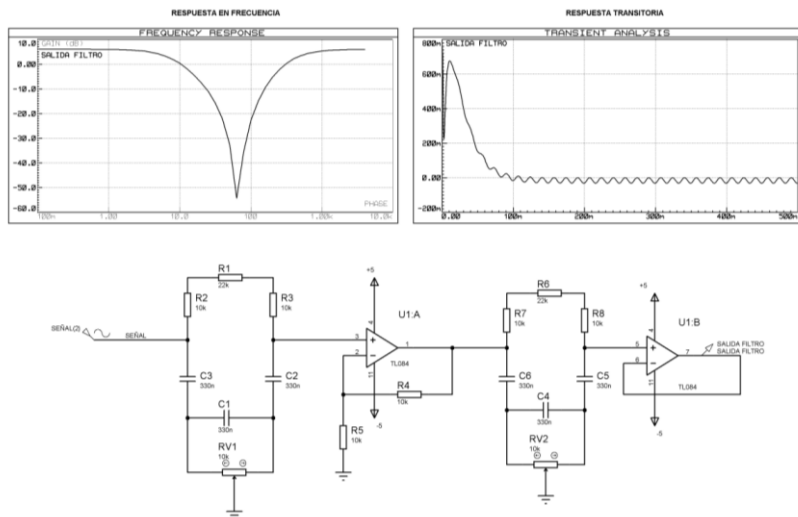 RESPUESTA EN FRECUENCIA
RESPUESTA TRANSITORIA
FREQUENCY RESPONSE
10.0
GAIN (dB)
SALIDA FILTRO
0.00
-10.0
-20.0
-30.0
-40.0
-50.0
-60.0
PHASE
100m
1.00
10.0
100
1.00k
10.0k
TRANSIENT ANALYSIS
800m
SALIDA FILTRO
600m
400m
200m
0.00
-200m
0.00
100m
200m
300m
400m
500m
R1
22k
R2
10k
R3
10k
SEÑAL(2)
SEÑAL
C3
330n
C2
330n
C1
330n
RV1
10k
+5
U1:A
3
2
4
1
11
TL084
-5
R4
10k
R5
10k
R6
22k
R7
10k
R8
10k
C6
330n
C5
330n
C4
330n
RV2
10k
+5
U1:B
5
6
4
7
11
TL084
-5
SALIDA FILTRO
SALIDA FILTRO